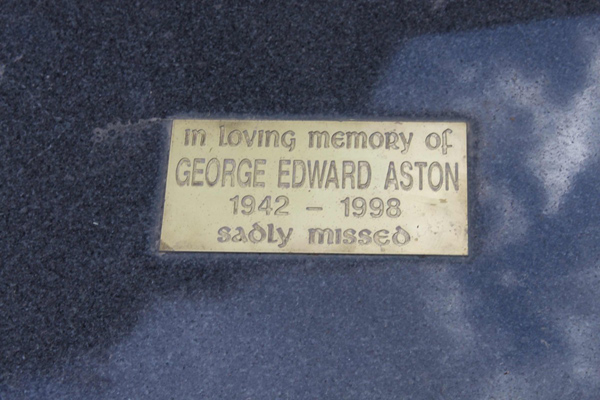 in loving memory of
GEORGE EDWARD ASTON
1942 - 1998
sadly missed